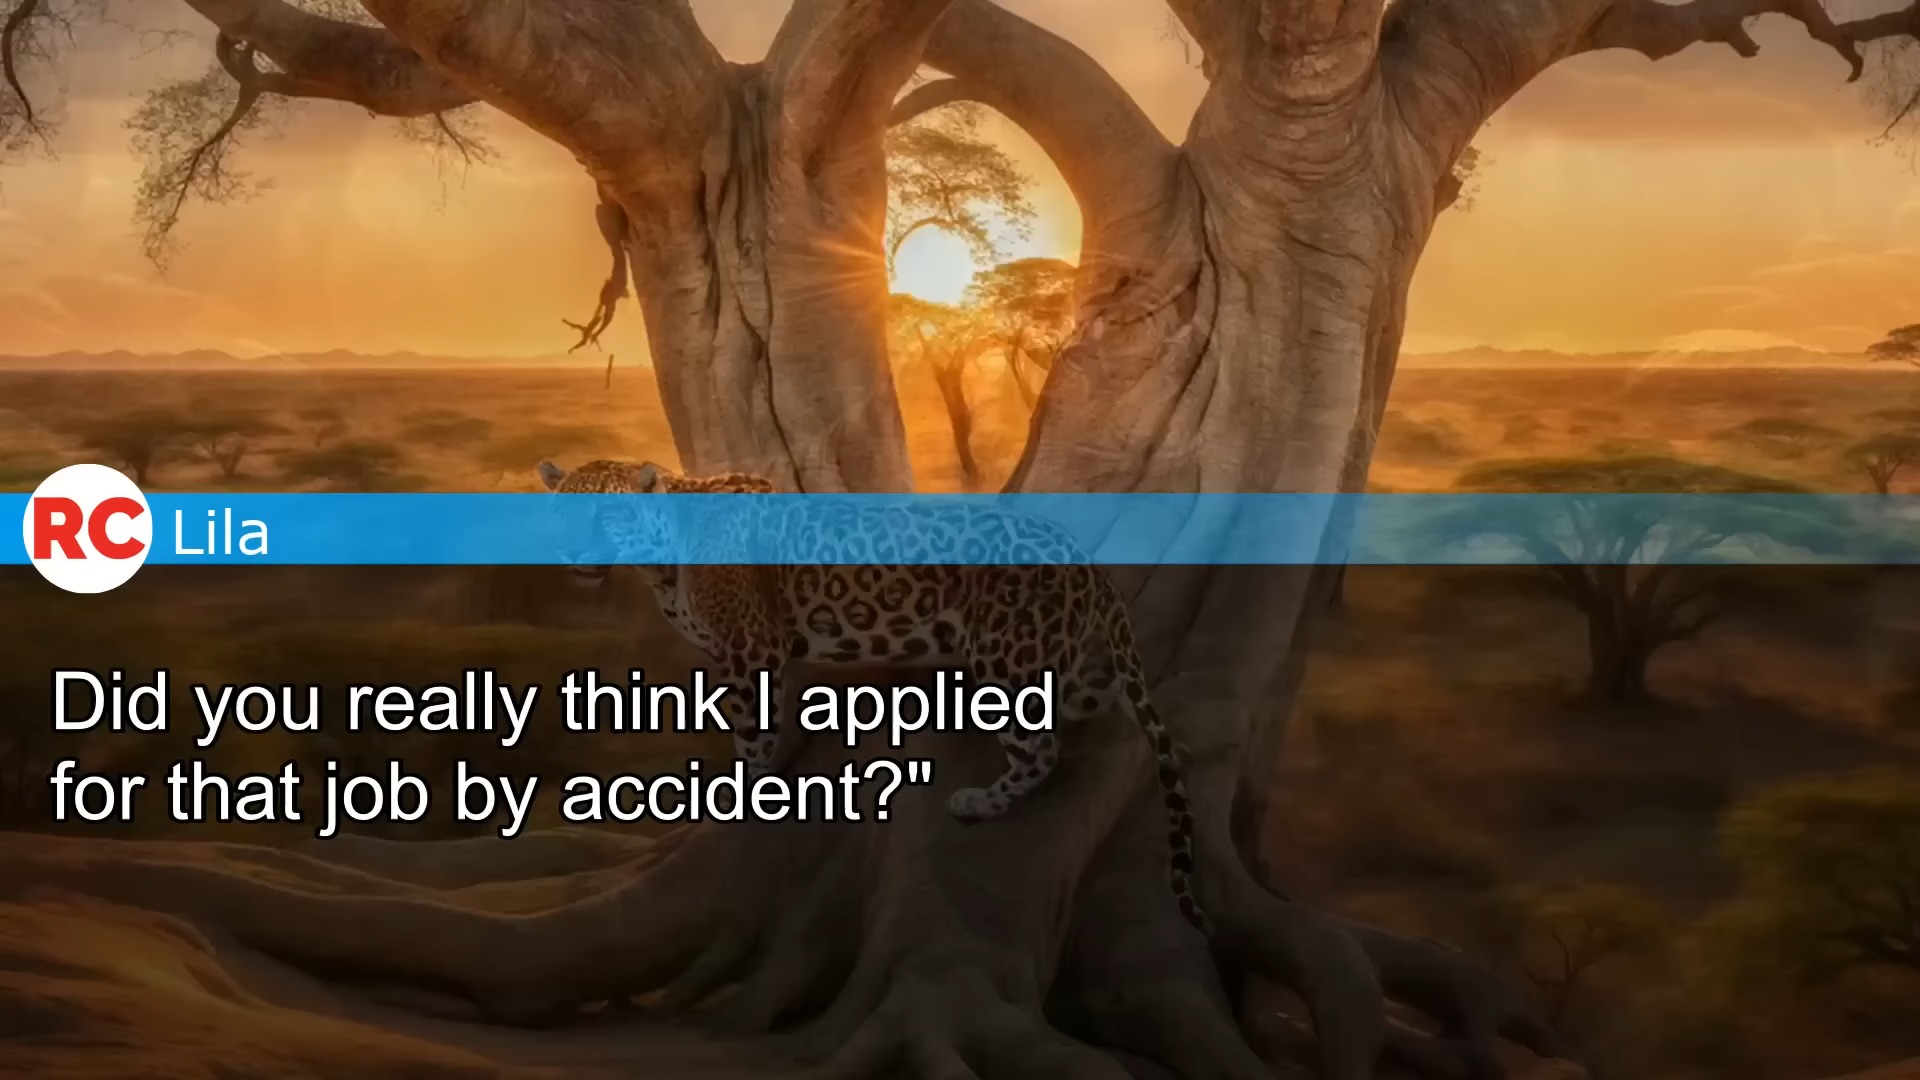 RC Lila
Did you really think I applied
for that job by accident?"